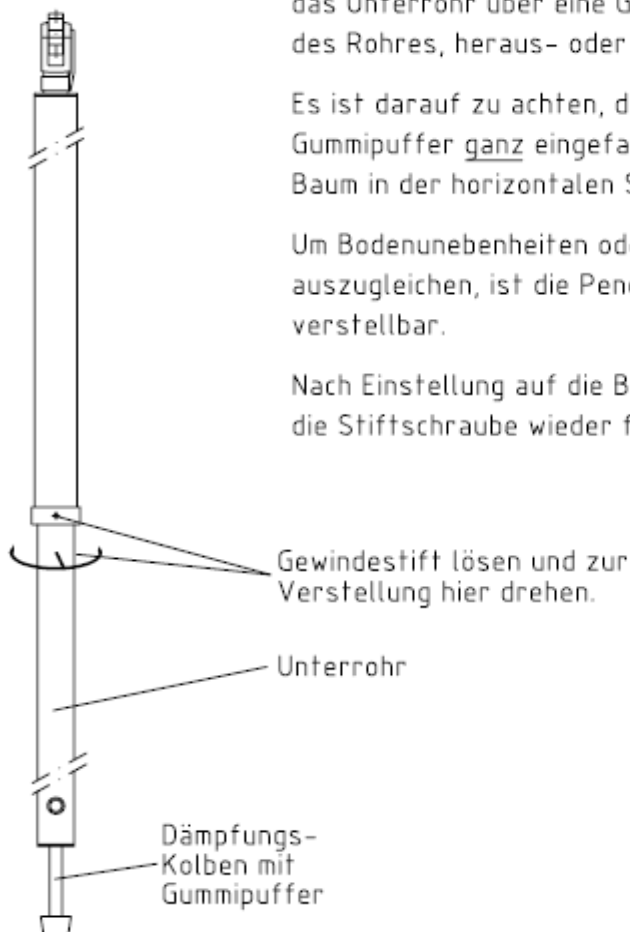 das Unterrohr über eine G
des Rohres, heraus- oder
Es ist darauf zu achten, d
Gummipuffer ganz eingefa
Baum in der horizontalen S
Um Bodenunebenheiten od
auszugleichen, ist die Pen
verstellbar.
Nach Einstellung auf die B
die Stiftschraube wieder f
Gewindestift lösen und zur
Verstellung hier drehen.
Unterrohr
Dämpfungs-
Kolben mit
Gummipuffer